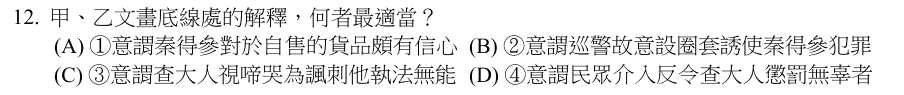 12. 甲、乙文畫底線處的解釋，何者最適當？
(A) ①意謂秦得參對於自售的貨品頗有信心 (B) ②意謂巡警故意設圈套誘使秦得參犯罪
(C) ③意謂查大人視啼哭為諷刺他執法無能 (D) ④意謂民眾介入反令查大人懲罰無辜者